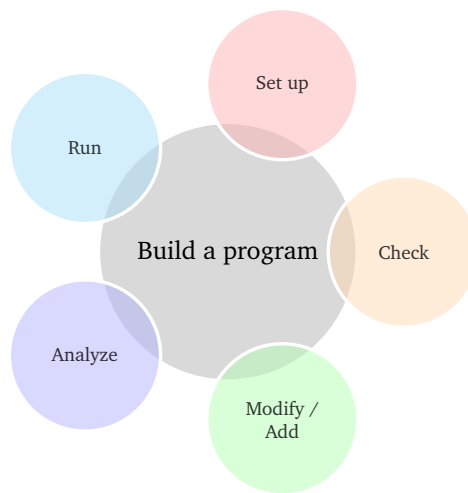 Set up
Run
Build a program
Check
Analyze
Modify /
Add